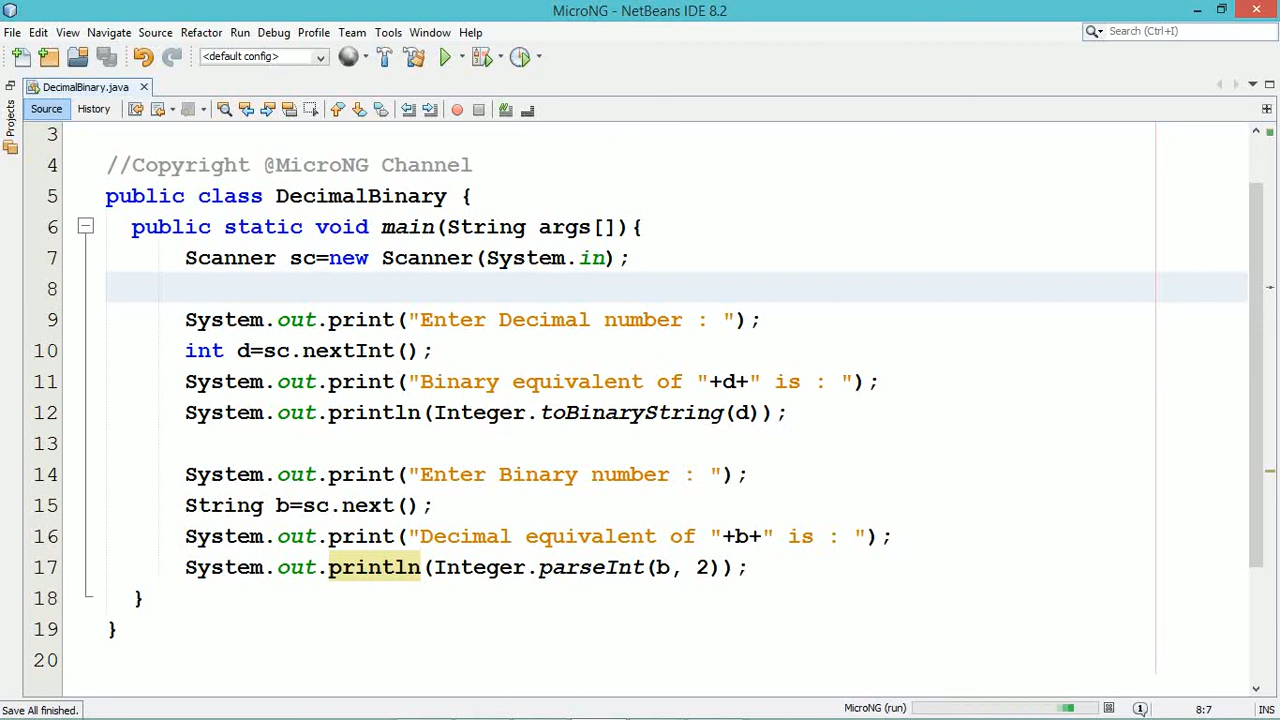 MicroNG - NetBeans IDE 8.2
File Edit View Navigate Source Refactor Run Debug Profile Team Tools Window Help
Search (Ctrl+I)
<default config>
DecimalBinary.java
Source History
Projects
3
4 //Copyright @MicroNG Channel
5 public class DecimalBinary {
6 public static void main(String args[]){
7 Scanner sc=new Scanner(System.in);
8
9 System.out.print("Enter Decimal number : ");
10 int d=sc.nextInt();
11 System.out.print("Binary equivalent of "+d+" is : ");
12 System.out.println(Integer.toBinaryString(d));
13
14 System.out.print("Enter Binary number : ");
15 String b=sc.next();
16 System.out.print("Decimal equivalent of "+b+" is : ");
17 System.out.println(Integer.parseInt(b, 2));
18 }
19 }
20
Save All finished.
MicroNG (run)
8:7
INS